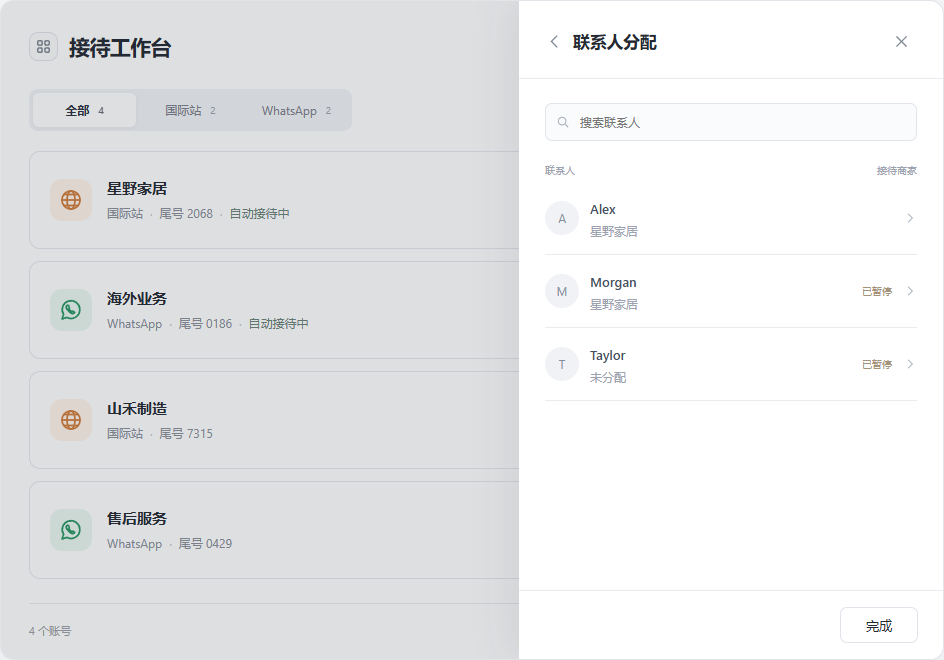 接待工作台
全部 4
国际站 2
WhatsApp 2
星野家居
国际站 · 尾号 2068 · 自动接待中
海外业务
WhatsApp · 尾号 0186 · 自动接待中
山禾制造
国际站 · 尾号 7315
售后服务
WhatsApp · 尾号 0429
4 个账号
联系人分配
搜索联系人
联系人
接待商家
A
Alex
星野家居
M
Morgan
星野家居
已暂停
T
Taylor
未分配
已暂停
完成